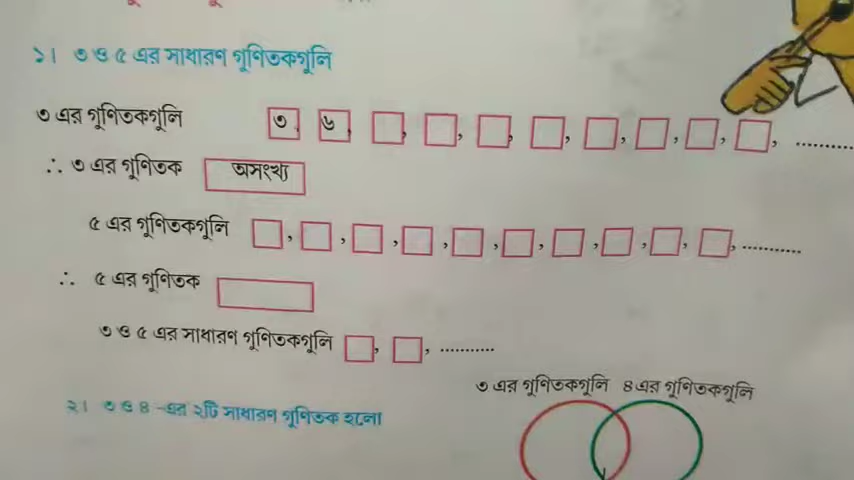 ১। ৩ ও ৫ এর সাধারণ গুণিতকগুলি
৩ এর গুণিতকগুলি ৩, ৬, , , , , , , , , ..........
∴ ৩ এর গুণিতক অসংখ্য
৫ এর গুণিতকগুলি , , , , , , , , , ..........
∴ ৫ এর গুণিতক
৩ ও ৫ এর সাধারণ গুণিতকগুলি , , ..........
৩ এর গুণিতকগুলি ৪ এর গুণিতকগুলি
২। ৩ ও ৪ -এর ২টি সাধারণ গুণিতক হলো